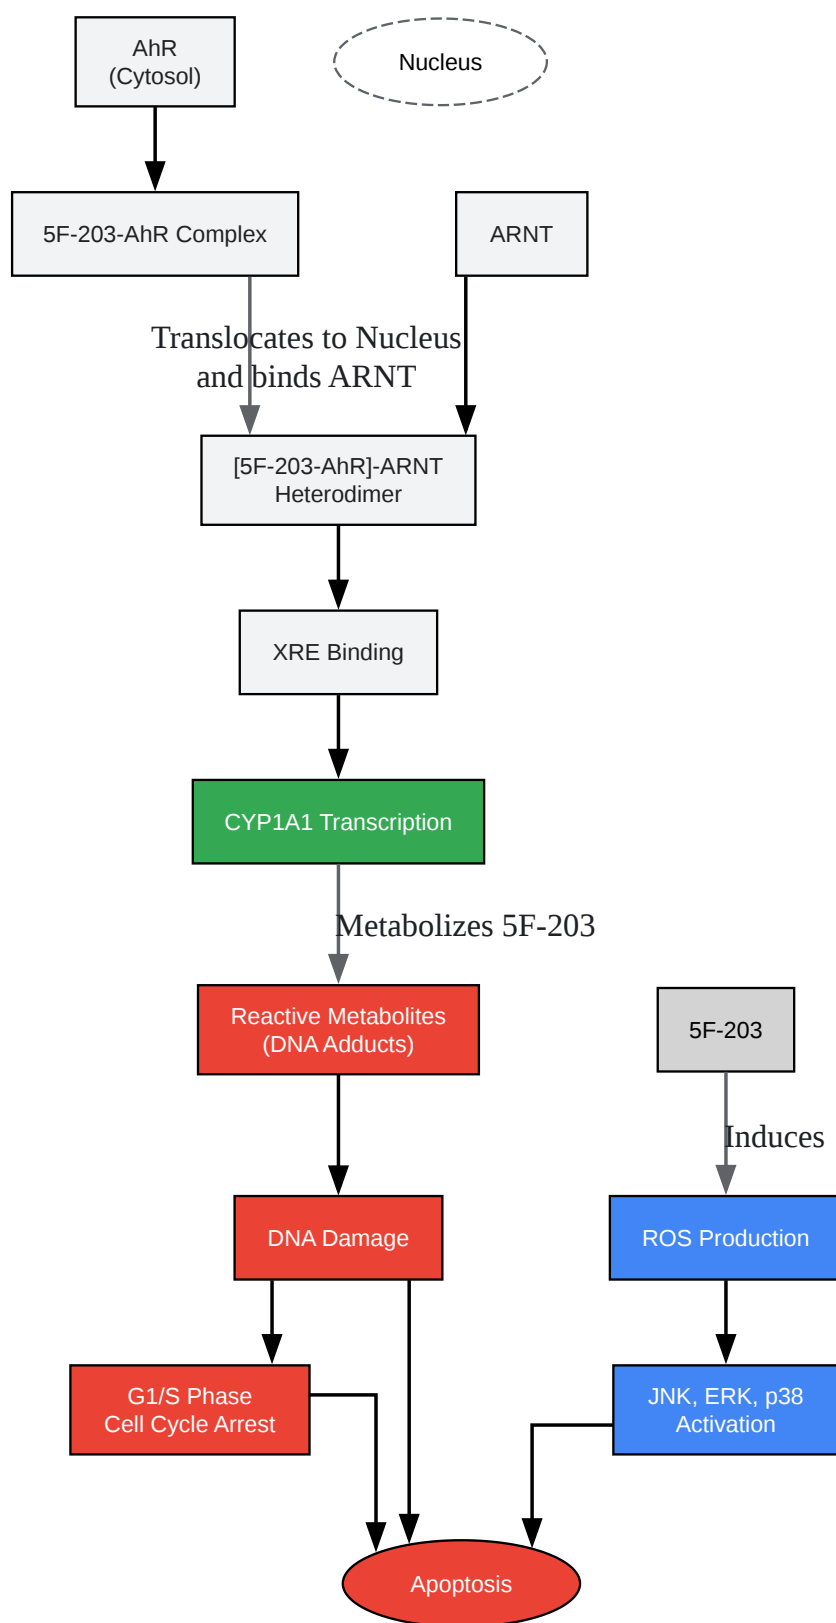 AhR
(Cytosol)
Nucleus
5F-203-AhR Complex
ARNT
Translocates to Nucleus
and binds ARNT
[5F-203-AhR]-ARNT
Heterodimer
XRE Binding
CYP1A1 Transcription
Metabolizes 5F-203
Reactive Metabolites
(DNA Adducts)
5F-203
Induces
DNA Damage
ROS Production
G1/S Phase
Cell Cycle Arrest
JNK, ERK, p38
Activation
Apoptosis